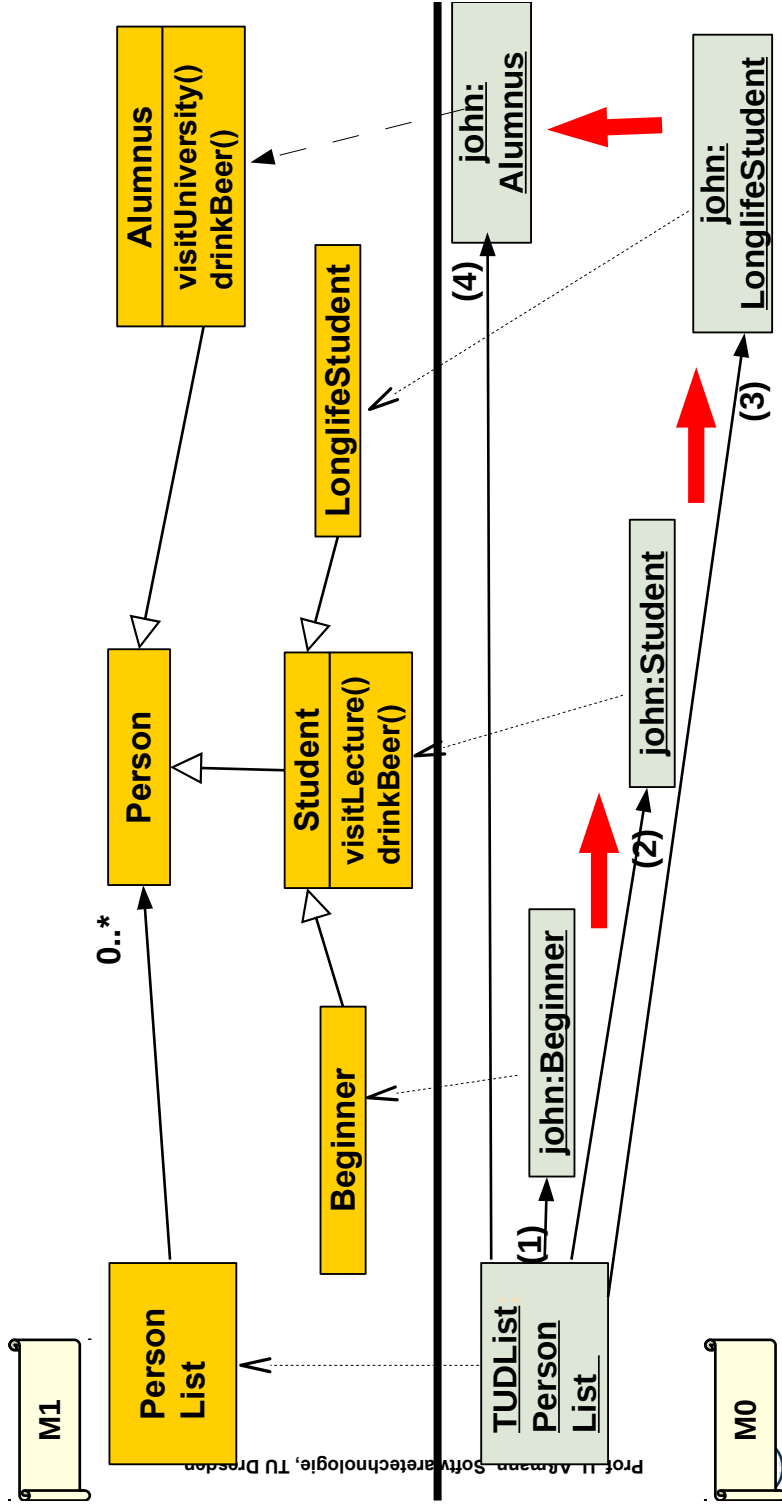 M1
Person
List
0..*
Person
Alumnus
visitUniversity()
drinkBeer()
Beginner
Student
visitLecture()
drinkBeer()
LonglifeStudent
TUDList
Person
List
(1)
john:Beginner
(2)
john:Student
(3)
john:
LonglifeStudent
(4)
john:
Alumnus
M0
Prof. U. Aßmann, Softwaretechnologie, TU Dresden